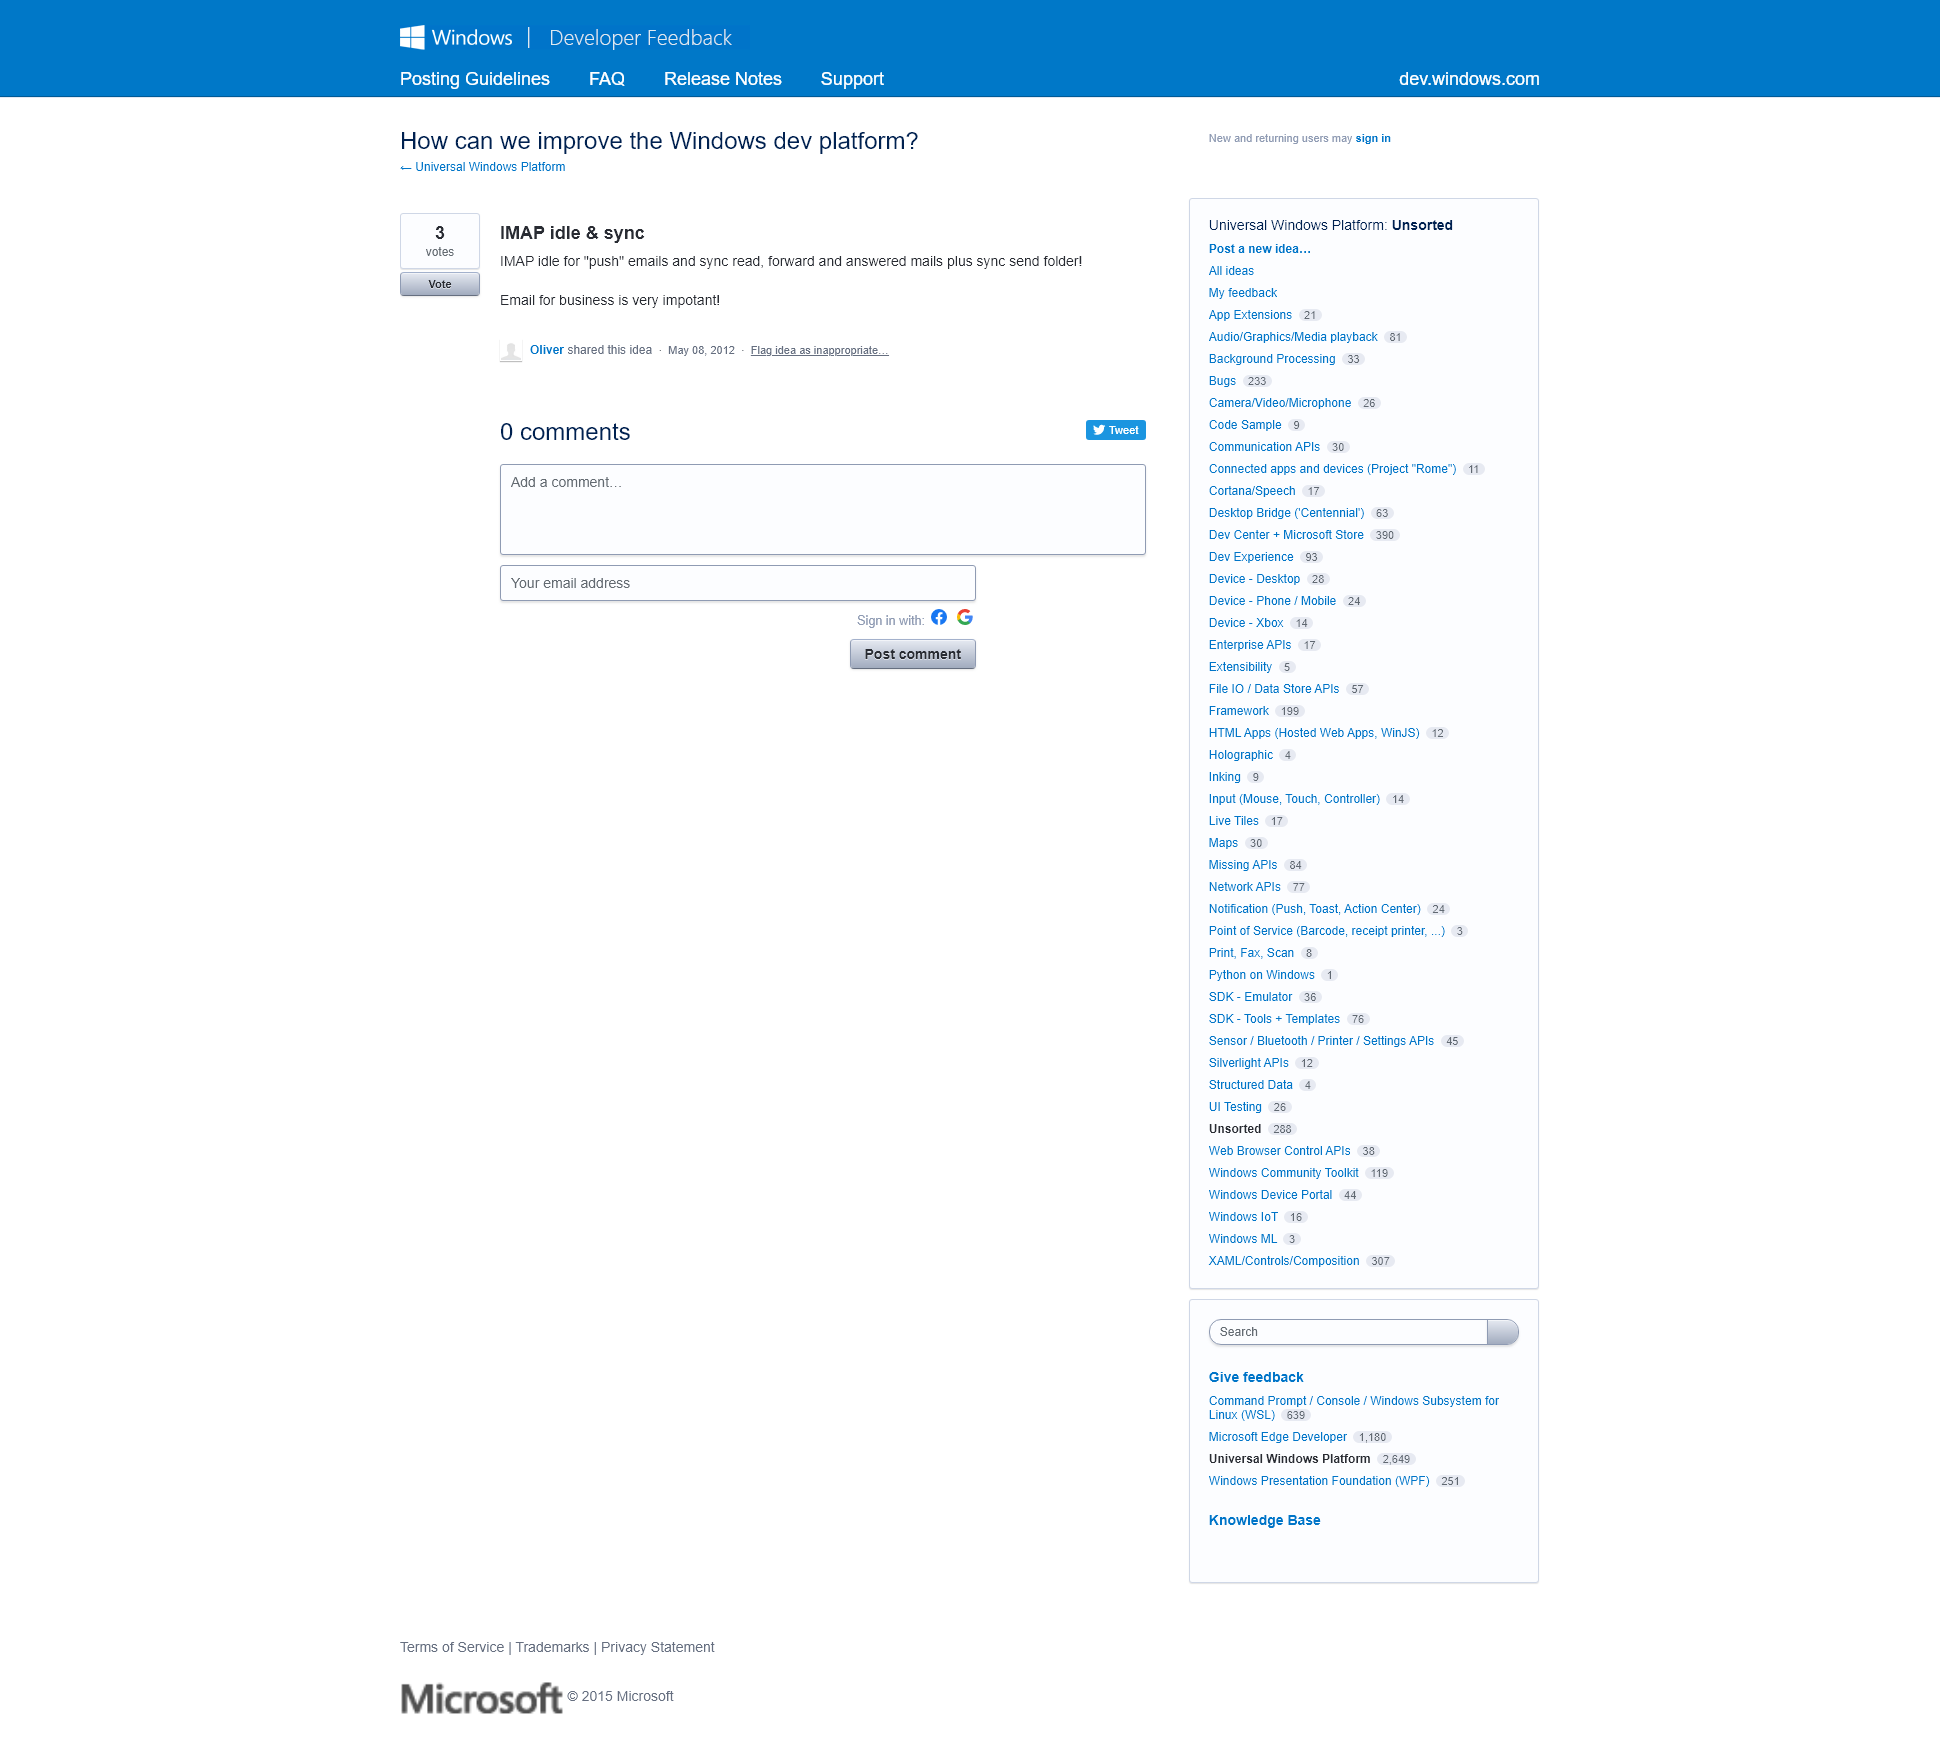 Windows | Developer Feedback
Posting Guidelines FAQ Release Notes Support dev.windows.com
How can we improve the Windows dev platform?
← Universal Windows Platform
New and returning users may sign in
3
votes
Vote
IMAP idle & sync
IMAP idle for "push" emails and sync read, forward and answered mails plus sync send folder!
Email for business is very impotant!
Oliver shared this idea · May 08, 2012 · Flag idea as inappropriate…
0 comments
Tweet
Add a comment…
Your email address
Sign in with:
Post comment
Universal Windows Platform: Unsorted
Post a new idea…
All ideas
My feedback
App Extensions 21
Audio/Graphics/Media playback 81
Background Processing 33
Bugs 233
Camera/Video/Microphone 26
Code Sample 9
Communication APIs 30
Connected apps and devices (Project "Rome") 11
Cortana/Speech 17
Desktop Bridge ('Centennial') 63
Dev Center + Microsoft Store 390
Dev Experience 93
Device - Desktop 28
Device - Phone / Mobile 24
Device - Xbox 14
Enterprise APIs 17
Extensibility 5
File IO / Data Store APIs 57
Framework 199
HTML Apps (Hosted Web Apps, WinJS) 12
Holographic 4
Inking 9
Input (Mouse, Touch, Controller) 14
Live Tiles 17
Maps 30
Missing APIs 84
Network APIs 77
Notification (Push, Toast, Action Center) 24
Point of Service (Barcode, receipt printer, ...) 3
Print, Fax, Scan 8
Python on Windows 1
SDK - Emulator 36
SDK - Tools + Templates 76
Sensor / Bluetooth / Printer / Settings APIs 45
Silverlight APIs 12
Structured Data 4
UI Testing 26
Unsorted 288
Web Browser Control APIs 38
Windows Community Toolkit 119
Windows Device Portal 44
Windows IoT 16
Windows ML 3
XAML/Controls/Composition 307
Search
Give feedback
Command Prompt / Console / Windows Subsystem for
Linux (WSL) 639
Microsoft Edge Developer 1,180
Universal Windows Platform 2,649
Windows Presentation Foundation (WPF) 251
Knowledge Base
Terms of Service | Trademarks | Privacy Statement
Microsoft © 2015 Microsoft